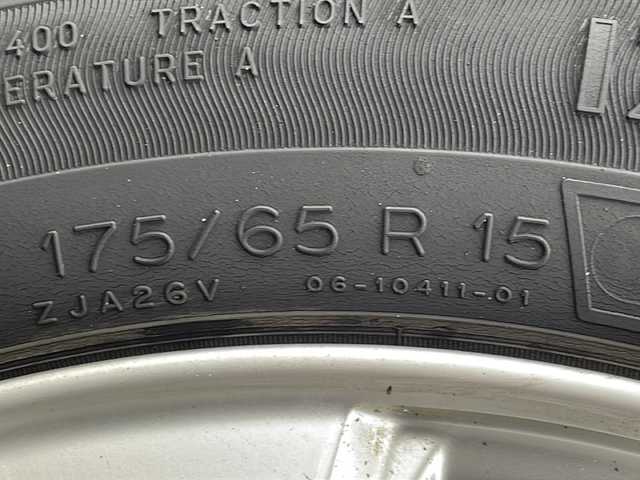 400 TRACTION A
ERATURE A
175/65 R 15
ZJA26V 06-10411-.01